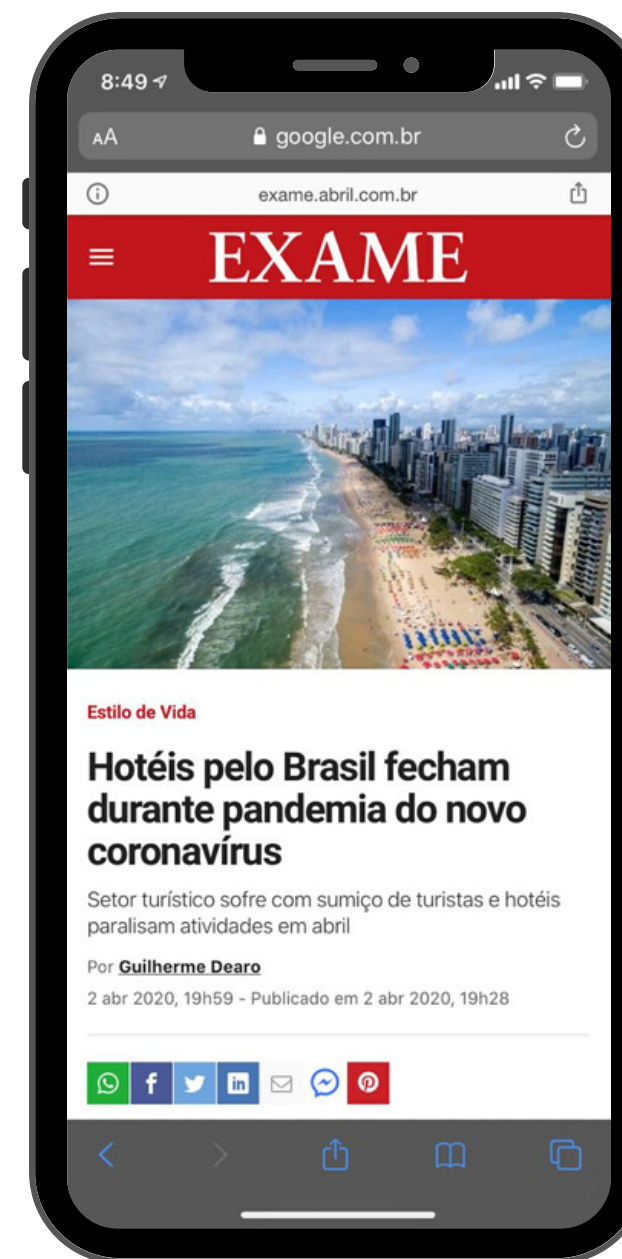 8:49
AA google.com.br
exame.abril.com.br
EXAME
Estilo de Vida
Hotéis pelo Brasil fecham
durante pandemia do novo
coronavírus
Setor turístico sofre com sumiço de turistas e hotéis
paralisam atividades em abril
Por Guilherme Dearo
2 abr 2020, 19h59 - Publicado em 2 abr 2020, 19h28